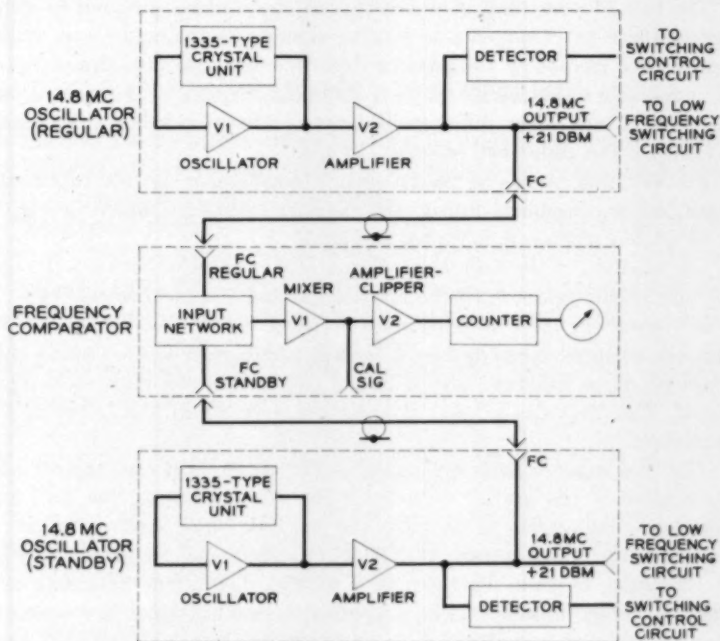 1335-TYPE
CRYSTAL
UNIT
DETECTOR
TO
SWITCHING
CONTROL
CIRCUIT
14.8 MC
OSCILLATOR
(REGULAR)
V1
V2
14.8 MC
OUTPUT
+21 DBM
TO LOW
FREQUENCY
SWITCHING
CIRCUIT
OSCILLATOR
AMPLIFIER
FC
FC
REGULAR
MIXER
AMPLIFIER-
CLIPPER
FREQUENCY
COMPARATOR
INPUT
NETWORK
V1
V2
COUNTER
FC
STANDBY
CAL
SIG
FC
1335-TYPE
CRYSTAL
UNIT
14.8 MC
OSCILLATOR
(STANDBY)
V1
V2
14.8 MC
OUTPUT
+21 DBM
TO LOW
FREQUENCY
SWITCHING
CIRCUIT
OSCILLATOR
AMPLIFIER
DETECTOR
TO
SWITCHING
CONTROL
CIRCUIT